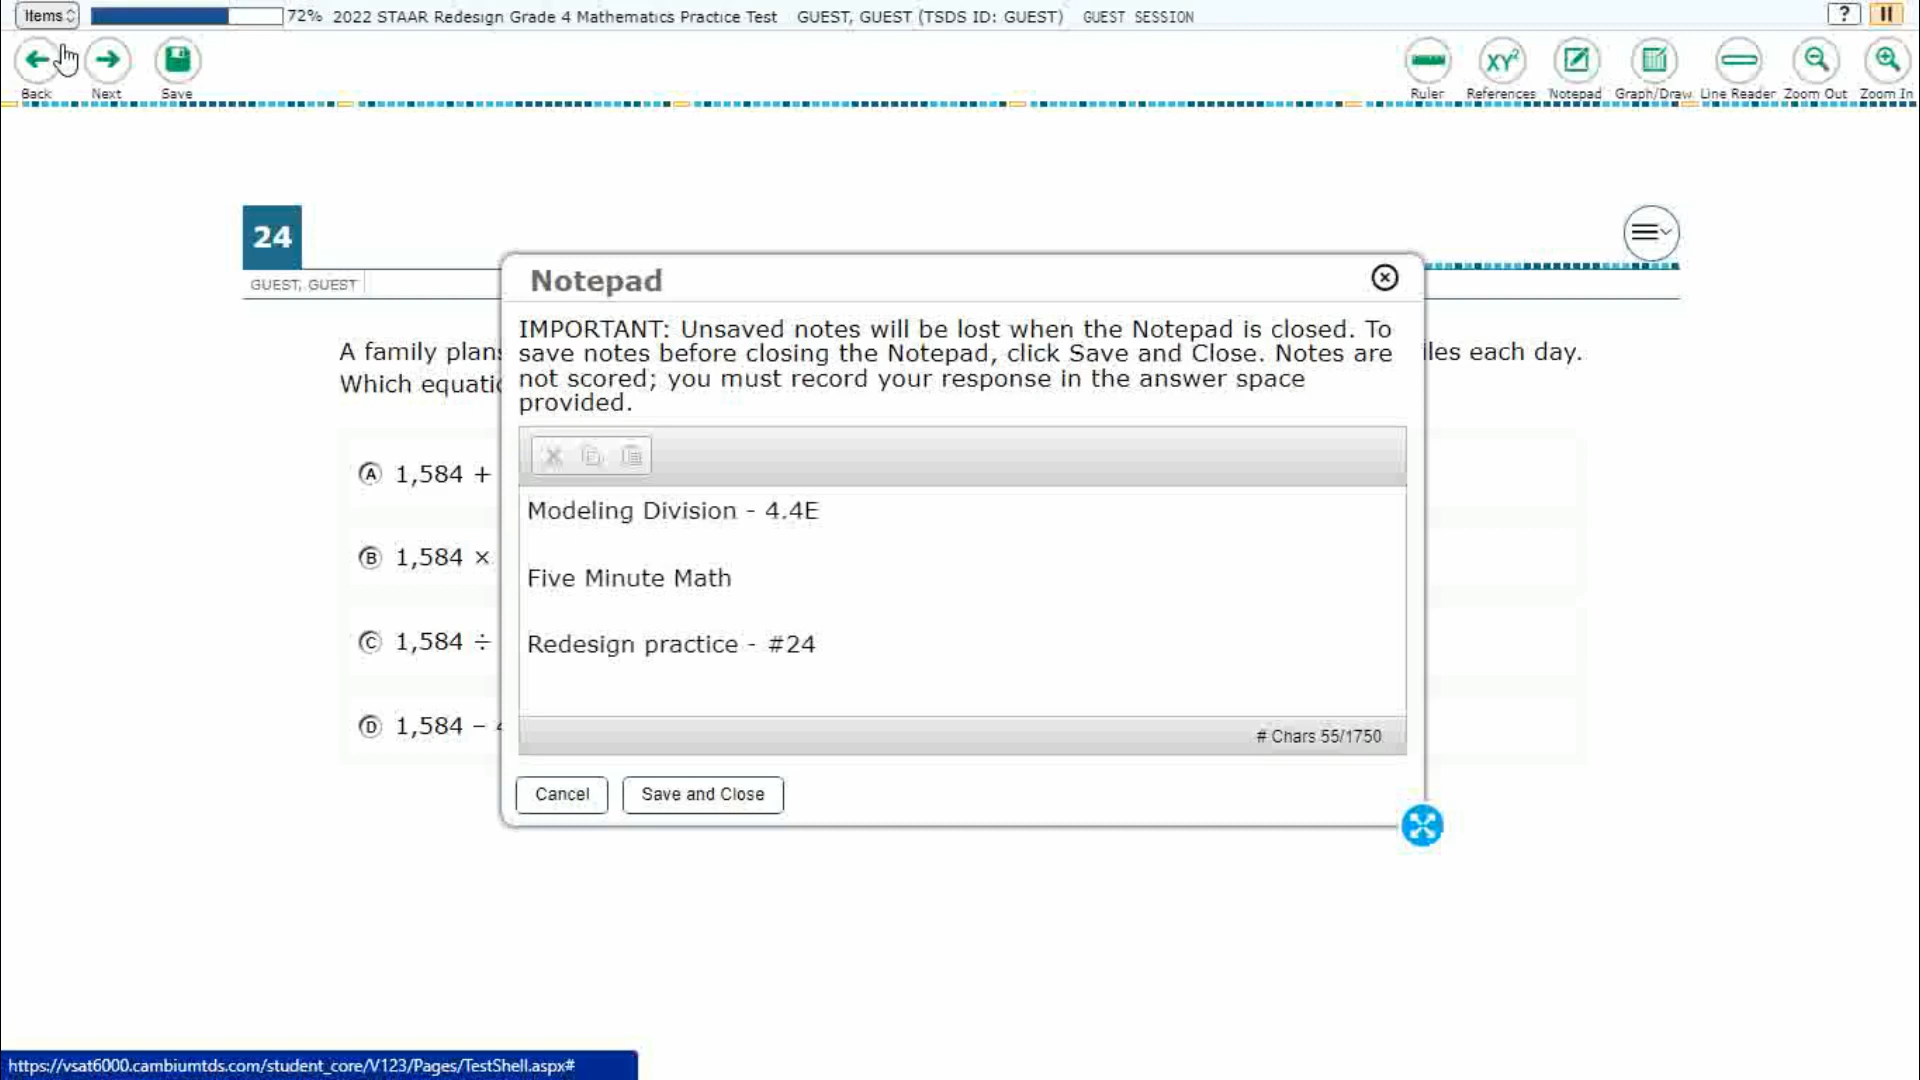 Items 72% 2022 STAAR Redesign Grade 4 Mathematics Practice Test GUEST, GUEST (TSDS ID: GUEST) GUEST SESSION ?
Back Next Save Ruler XY² References Notepad Graph/Draw Line Reader Zoom Out Zoom In
24
GUEST, GUEST
Notepad
IMPORTANT: Unsaved notes will be lost when the Notepad is closed. To
save notes before closing the Notepad, click Save and Close. Notes are
not scored; you must record your response in the answer space
provided.
A family plans
Which
each day.
A 1,584 +
B 1,584 ×
C 1,584 ÷
D 1,584 −
Modeling Division - 4.4E
Five Minute Math
Redesign practice - #24
# Chars 55/1750
Cancel Save and Close
https://vsat6000.cambiumtds.com/student_core/V123/Pages/TestShell.aspx#